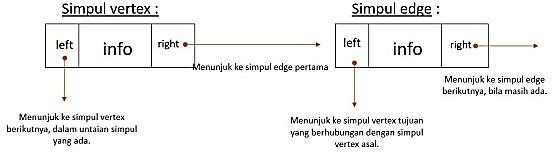 Simpul vertex :
left
info
right
Menunjuk ke simpul edge pertama
Menunjuk ke simpul vertex
berikutnya, dalam untaian simpul
yang ada.
Simpul edge :
left
info
right
Menunjuk ke simpul edge
berikutnya, bila masih ada.
Menunjuk ke simpul vertex tujuan
yang berhubungan dengan simpul
vertex asal.